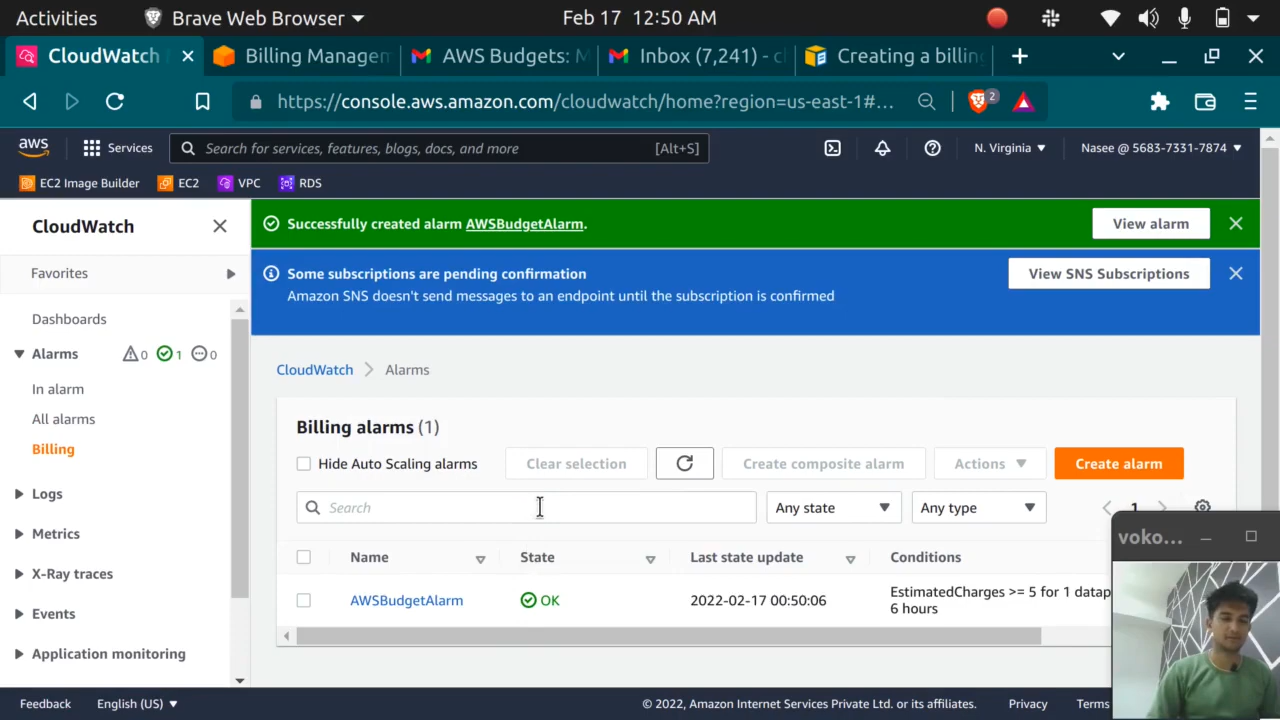 Activities
Brave Web Browser
Feb 17 12:50 AM
CloudWatch
Billing Managem
AWS Budgets: M
Inbox (7,241) - c
Creating a billin
https://console.aws.amazon.com/cloudwatch/home?region=us-east-1#...
2
aws
Services
Search for services, features, blogs, docs, and more
[Alt+S]
N. Virginia
Nasee @ 5683-7331-7874
EC2 Image Builder
EC2
VPC
RDS
CloudWatch
Successfully created alarm AWSBudgetAlarm.
View alarm
Favorites
Some subscriptions are pending confirmation
Amazon SNS doesn't send messages to an endpoint until the subscription is confirmed
View SNS Subscriptions
Dashboards
Alarms
0
1
0
In alarm
All alarms
Billing
Logs
Metrics
X-Ray traces
Events
Application monitoring
CloudWatch
Alarms
Billing alarms (1)
Hide Auto Scaling alarms
Clear selection
Create composite alarm
Actions
Create alarm
Search
Any state
Any type
1
Name
State
Last state update
Conditions
AWSBudgetAlarm
OK
2022-02-17 00:50:06
EstimatedCharges >= 5 for 1 datap
6 hours
voko...
Feedback
English (US)
© 2022, Amazon Internet Services Private Ltd. or its affiliates.
Privacy
Terms